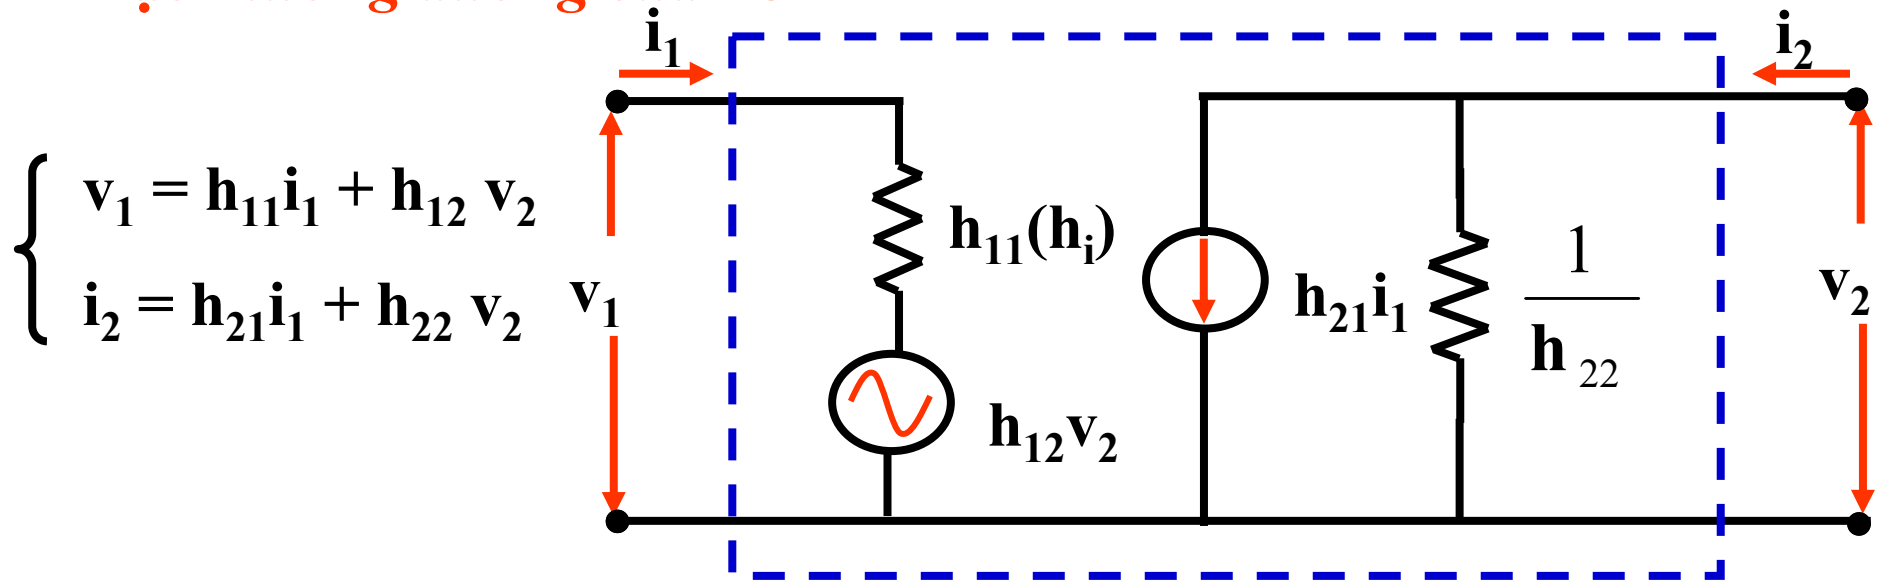 i₁
i₂
v₁ = h₁₁i₁ + h₁₂ v₂
i₂ = h₂₁i₁ + h₂₂ v₂
v₁
h₁₁(hᵢ)
h₁₂v₂
h₂₁i₁
1
h ₂₂
v₂